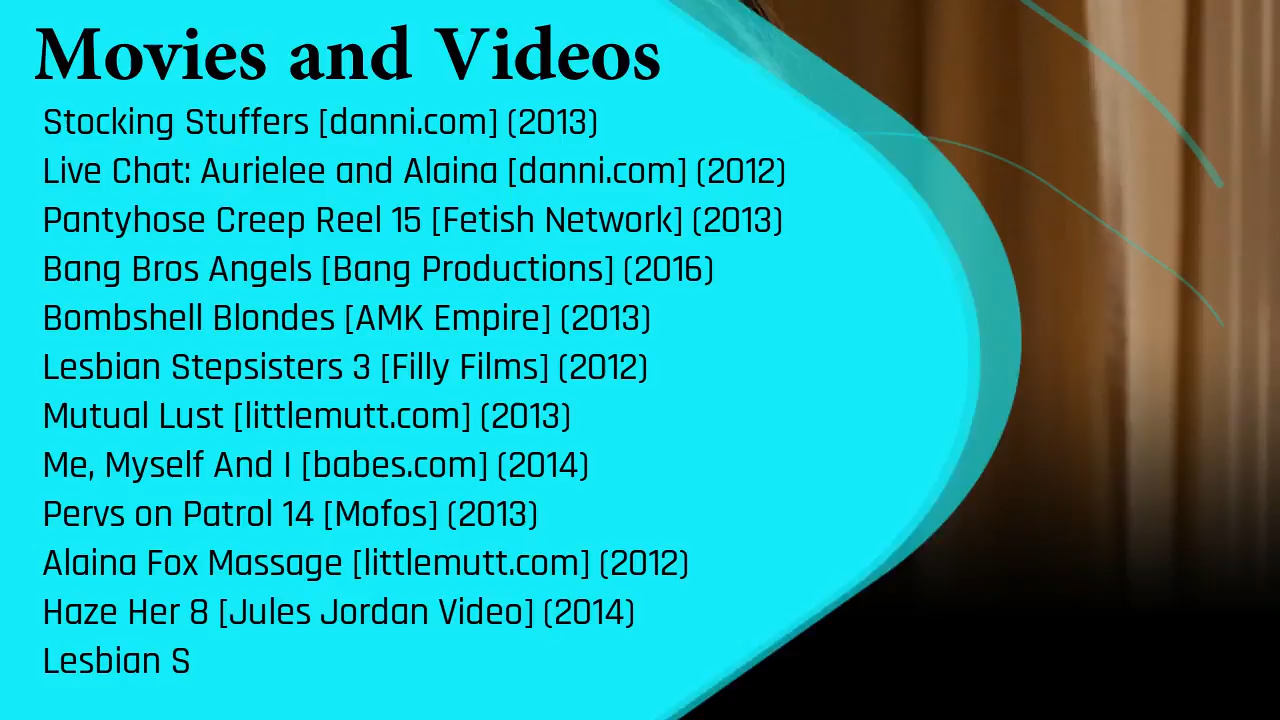 Movies and Videos
Stocking Stuffers [danni.com] (2013)
Live Chat: Aurielee and Alaina [danni.com] (2012)
Pantyhose Creep Reel 15 [Fetish Network] (2013)
Bang Bros Angels [Bang Productions] (2016)
Bombshell Blondes [AMK Empire] (2013)
Lesbian Stepsisters 3 [Filly Films] (2012)
Mutual Lust [littlemutt.com] (2013)
Me, Myself And I [babes.com] (2014)
Pervs on Patrol 14 [Mofos] (2013)
Alaina Fox Massage [littlemutt.com] (2012)
Haze Her 8 [Jules Jordan Video] (2014)
Lesbian S